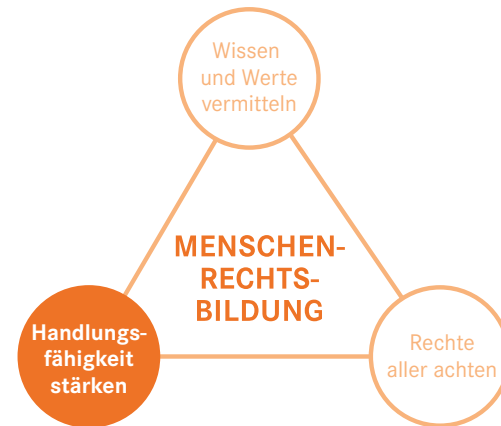 Wissen
und Werte
vermitteln
MENSCHEN-
RECHTS-
BILDUNG
Handlungs-
fähigkeit
stärken
Rechte
aller achten